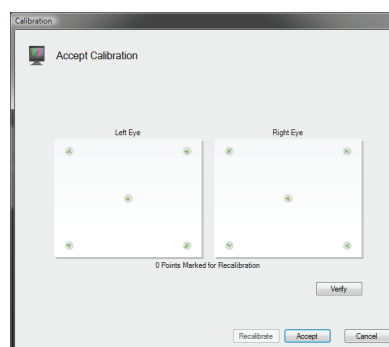 Calibration
Accept Calibration
Left Eye
Right Eye
0 Points Marked for Recalibration
Verify
Recalibrate
Accept
Cancel